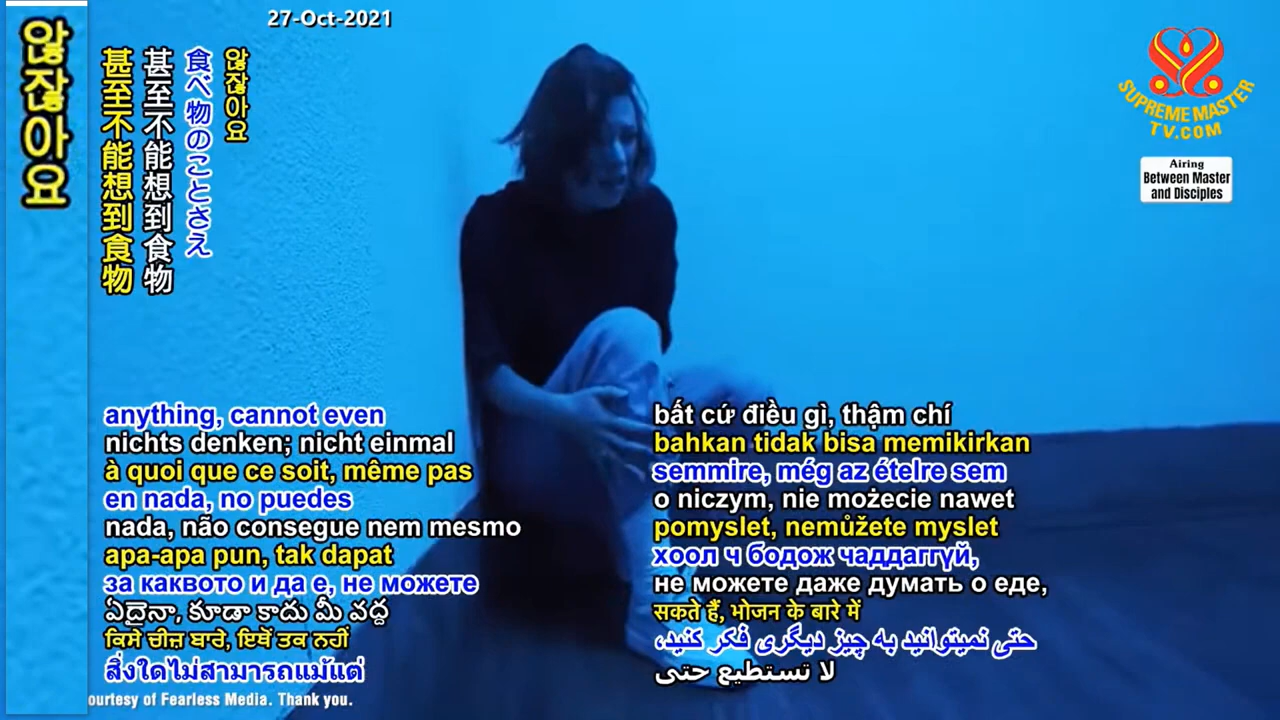 27-Oct-2021
않잖아요
甚至不能想到食物
甚至不能想到食物
食べ物のことさえ
않잖아요
SUPREME MASTER
TV.COM
Airing
Between Master
and Disciples
anything, cannot even
nichts denken; nicht einmal
à quoi que ce soit, même pas
en nada, no puedes
nada, não consegue nem mesmo
apa-apa pun, tak dapat
за каквото и да е, не можете
ఏదైనా, కూడా కాదు మీ వద్ద
ਕਿਸੇ ਚੀਜ਼ ਬਾਰੇ, ਇਥੋਂ ਤਕ ਨਹੀਂ
สิ่งใดไม่สามารถแม้แต่
bất cứ điều gì, thậm chí
bahkan tidak bisa memikirkan
semmire, még az ételre sem
o niczym, nie możecie nawet
pomyslet, nemůžete myslet
хоол ч бодож чаддаггүй,
не можете даже думать о еде,
सकते हैं, भोजन के बारे में
حتی نمیتوانید به چیز دیگری فکر کنید،
لا تستطيع حتى
ourtesy of Fearless Media. Thank you.